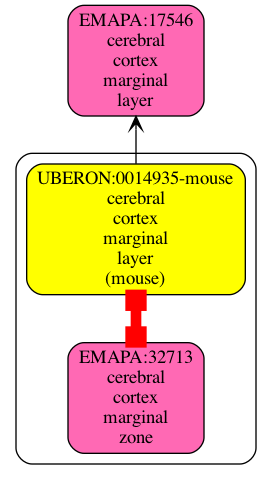 EMAPA:17546
cerebral
cortex
marginal
layer
UBERON:0014935-mouse
cerebral
cortex
marginal
layer
(mouse)
EMAPA:32713
cerebral
cortex
marginal
zone